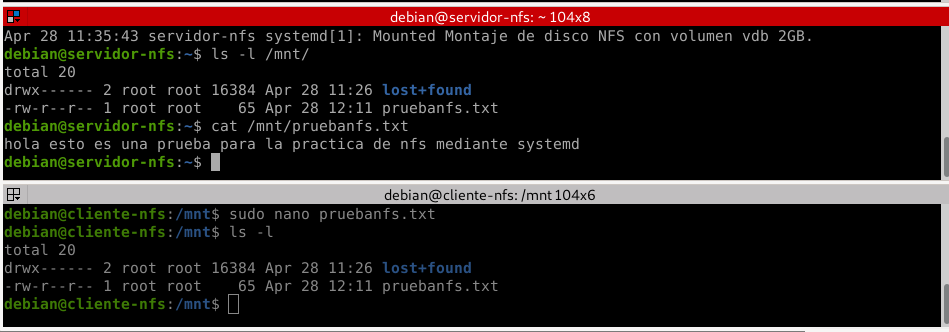 debian@servidor-nfs: ~ 104x8
Apr 28 11:35:43 servidor-nfs systemd[1]: Mounted Montaje de disco NFS con volumen vdb 2GB.
debian@servidor-nfs:~$ ls -l /mnt/
total 20
drwx------ 2 root root 16384 Apr 28 11:26 lost+found
-rw-r--r-- 1 root root    65 Apr 28 12:11 pruebanfs.txt
debian@servidor-nfs:~$ cat /mnt/pruebanfs.txt
hola esto es una prueba para la practica de nfs mediante systemd
debian@servidor-nfs:~$
debian@cliente-nfs: /mnt 104x6
debian@cliente-nfs:/mnt$ sudo nano pruebanfs.txt
debian@cliente-nfs:/mnt$ ls -l
total 20
drwx------ 2 root root 16384 Apr 28 11:26 lost+found
-rw-r--r-- 1 root root    65 Apr 28 12:11 pruebanfs.txt
debian@cliente-nfs:/mnt$